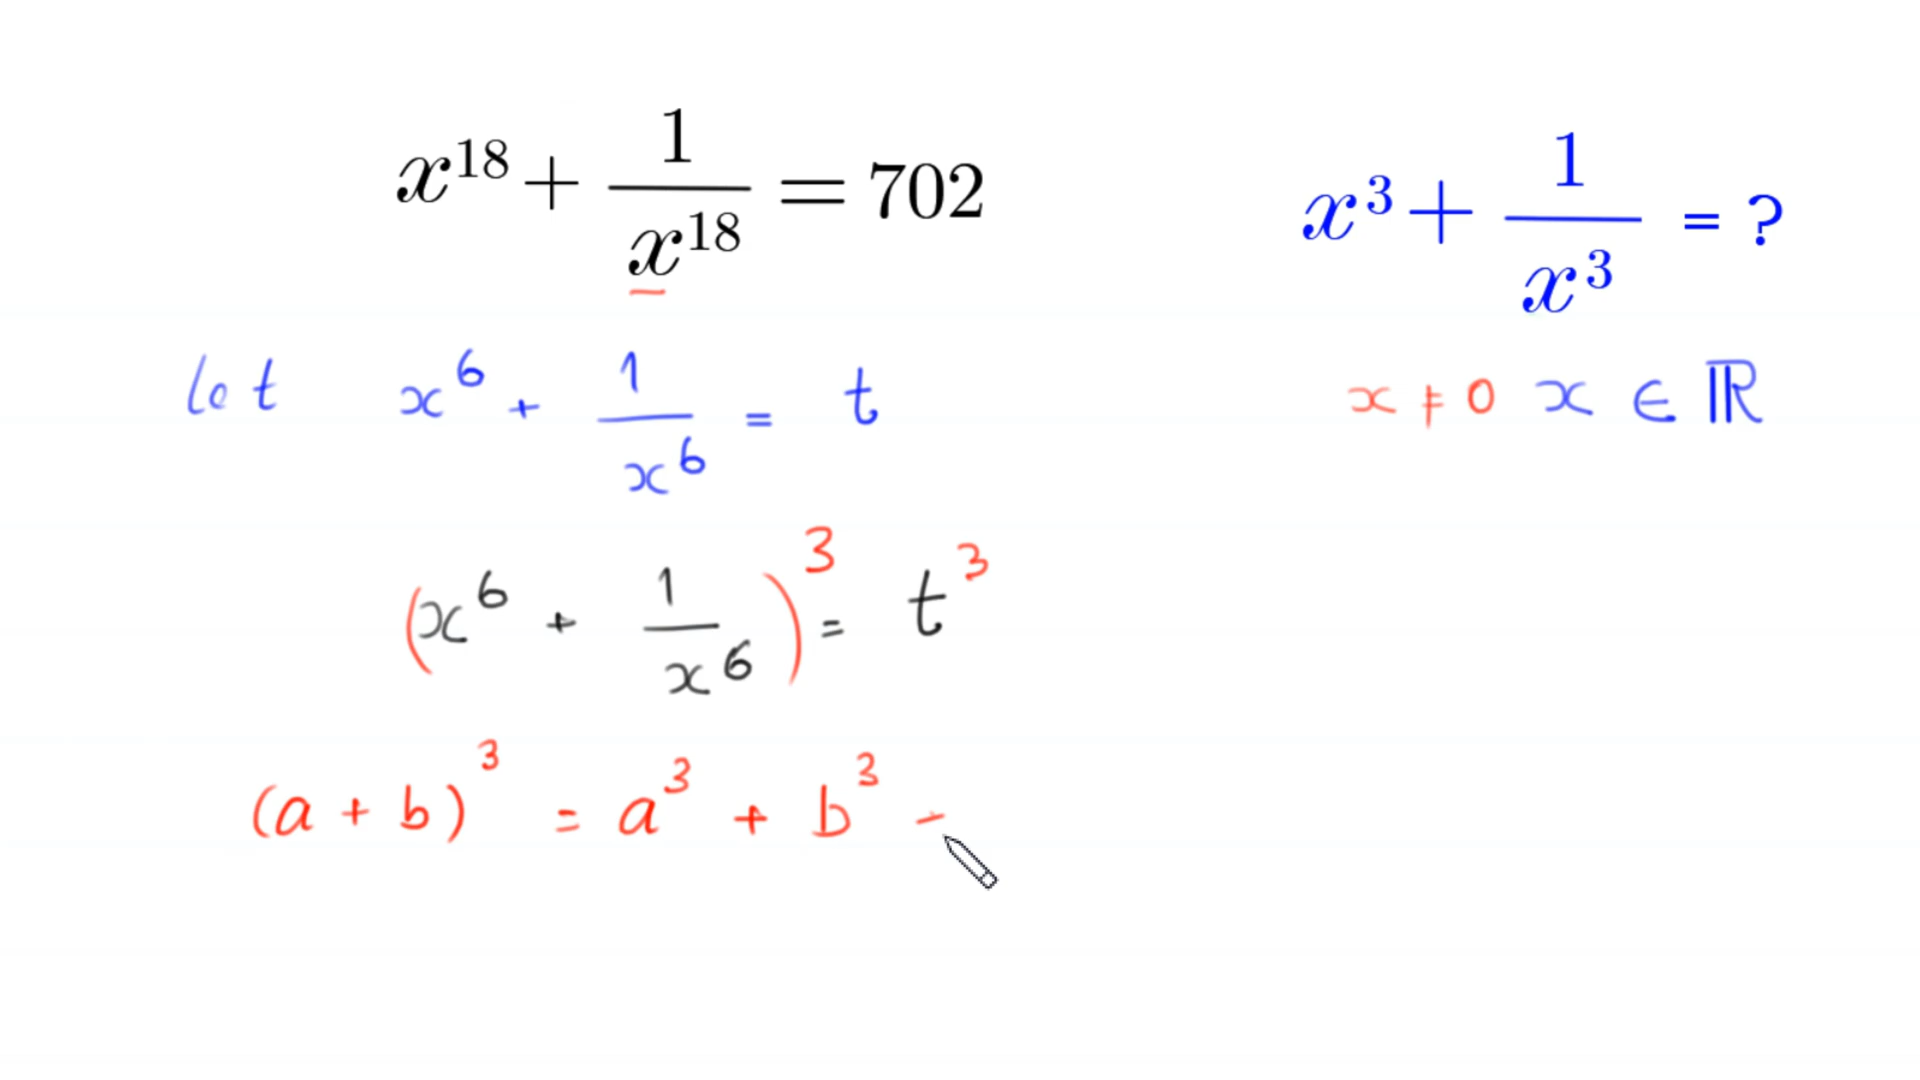 x^18 + 1/x^18 = 702
x^3 + 1/x^3 = ?
let x^6 + 1/x^6 = t
x ≠ 0 x ∈ ℝ
(x^6 + 1/x^6)^3 = t^3
(a + b)^3 = a^3 + b^3 -